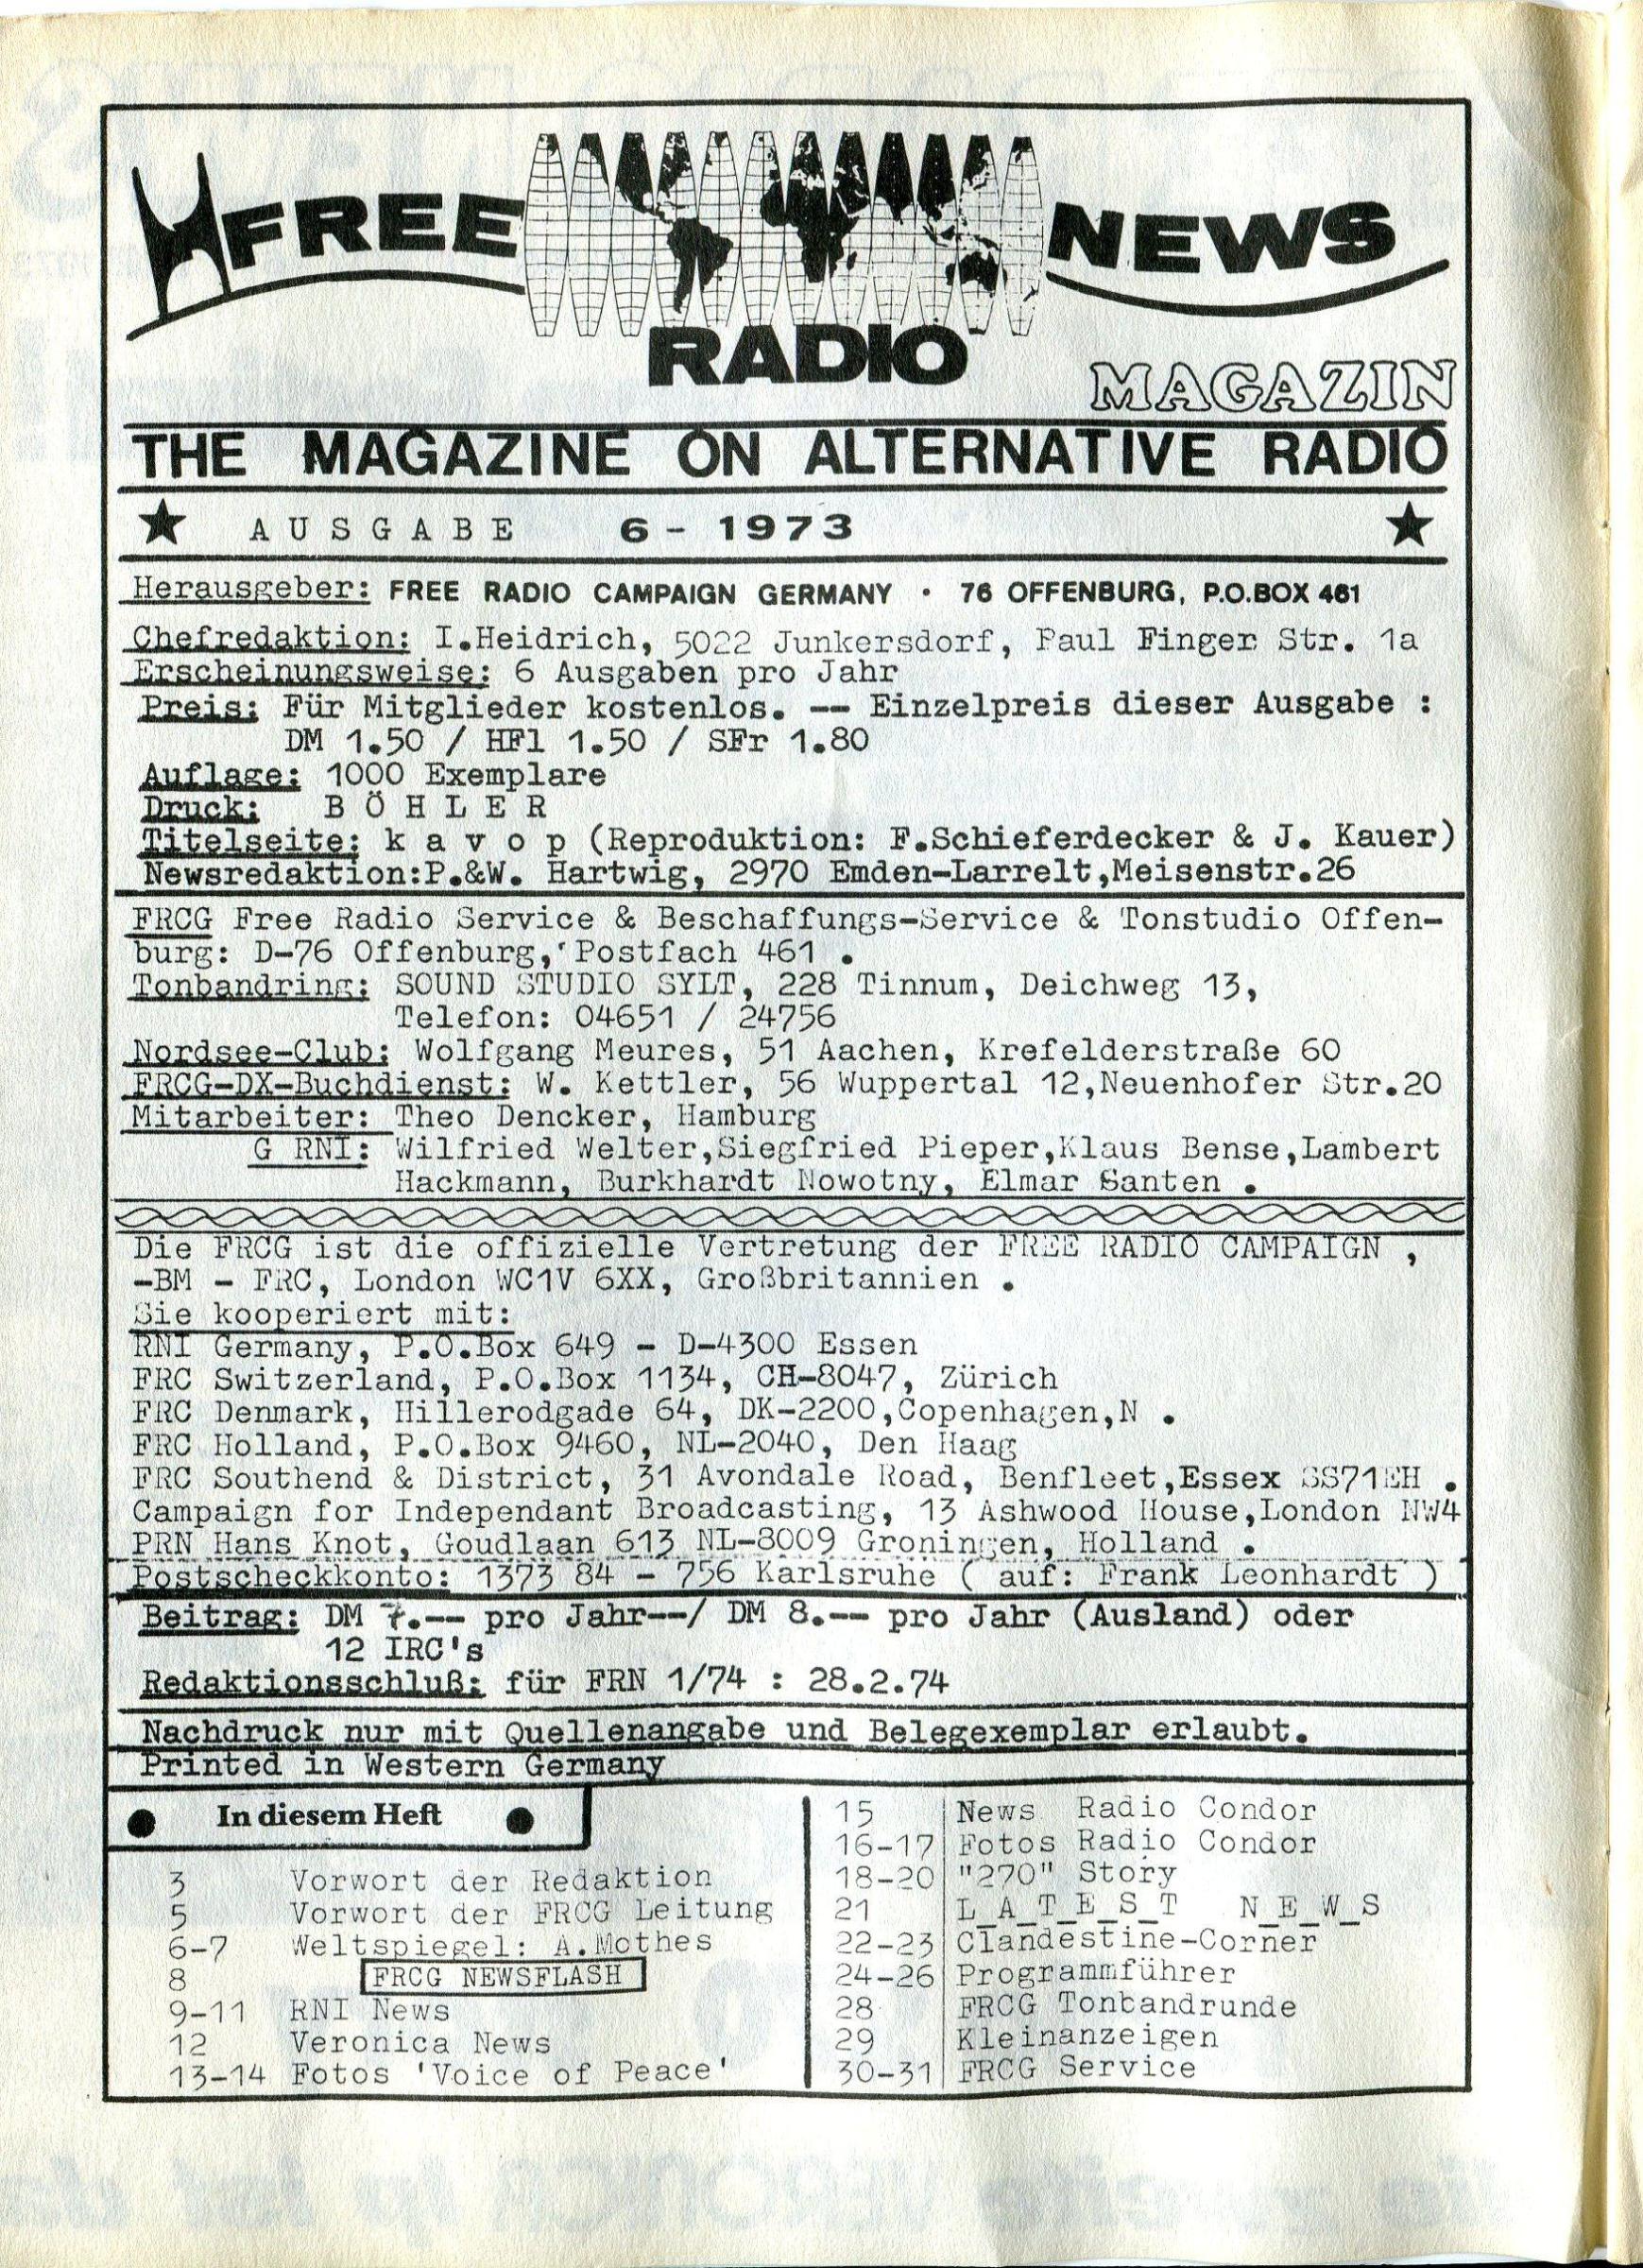 FREE RADIO NEWS
MAGAZIN
THE MAGAZINE ON ALTERNATIVE RADIO
★ AUSGABE 6 - 1973 ★
Herausgeber: FREE RADIO CAMPAIGN GERMANY · 76 OFFENBURG, P.O.BOX 461
Chefredaktion: I.Heidrich, 5022 Junkersdorf, Paul Finger Str. 1a
Erscheinungsweise: 6 Ausgaben pro Jahr
Preis: Für Mitglieder kostenlos. -- Einzelpreis dieser Ausgabe :
DM 1.50 / HFl 1.50 / SFr 1.80
Auflage: 1000 Exemplare
Druck: B Ö H L E R
Titelseite: k a v o p (Reproduktion: F.Schieferdecker & J. Kauer)
Newsredaktion:P.&W. Hartwig, 2970 Emden-Larrelt,Meisenstr.26
FRCG Free Radio Service & Beschaffungs-Service & Tonstudio Offen-
burg: D-76 Offenburg, Postfach 461 .
Tonbandring: SOUND STUDIO SYLT, 228 Tinnum, Deichweg 13,
Telefon: 04651 / 24756
Nordsee-Club: Wolfgang Meures, 51 Aachen, Krefelderstraße 60
FRCG-DX-Buchdienst: W. Kettler, 56 Wuppertal 12,Neuenhofer Str.20
Mitarbeiter: Theo Dencker, Hamburg
G RNI: Wilfried Welter,Siegfried Pieper,Klaus Bense,Lambert
Hackmann, Burkhardt Nowotny, Elmar Santen .
Die FRCG ist die offizielle Vertretung der FREE RADIO CAMPAIGN ,
-BM - FRC, London WC1V 6XX, Großbritannien .
Sie kooperiert mit:
RNI Germany, P.O.Box 649 - D-4300 Essen
FRC Switzerland, P.O.Box 1134, CH-8047, Zürich
FRC Denmark, Hillerodgade 64, DK-2200,Copenhagen,N .
FRC Holland, P.O.Box 9460, NL-2040, Den Haag
FRC Southend & District, 31 Avondale Road, Benfleet,Essex SS71EH .
Campaign for Independant Broadcasting, 13 Ashwood House,London NW4
PRN Hans Knot, Goudlaan 613 NL-8009 Groningen, Holland .
Postscheckkonto: 1373 84 - 756 Karlsruhe ( auf: Frank Leonhardt )
Beitrag: DM 7.-- pro Jahr--/ DM 8.-- pro Jahr (Ausland) oder
12 IRC's
Redaktionsschluß: für FRN 1/74 : 28.2.74
Nachdruck nur mit Quellenangabe und Belegexemplar erlaubt.
Printed in Western Germany
● In diesem Heft ●
3 Vorwort der Redaktion
5 Vorwort der FRCG Leitung
6-7 Weltspiegel: A.Mothes
8 FRCG NEWSFLASH
9-11 RNI News
12 Veronica News
13-14 Fotos 'Voice of Peace'
15 News Radio Condor
16-17 Fotos Radio Condor
18-20 "270" Story
21 L_A_T_E_S_T N_E_W_S
22-23 Clandestine-Corner
24-26 Programmführer
28 FRCG Tonbandrunde
29 Kleinanzeigen
30-31 FRCG Service